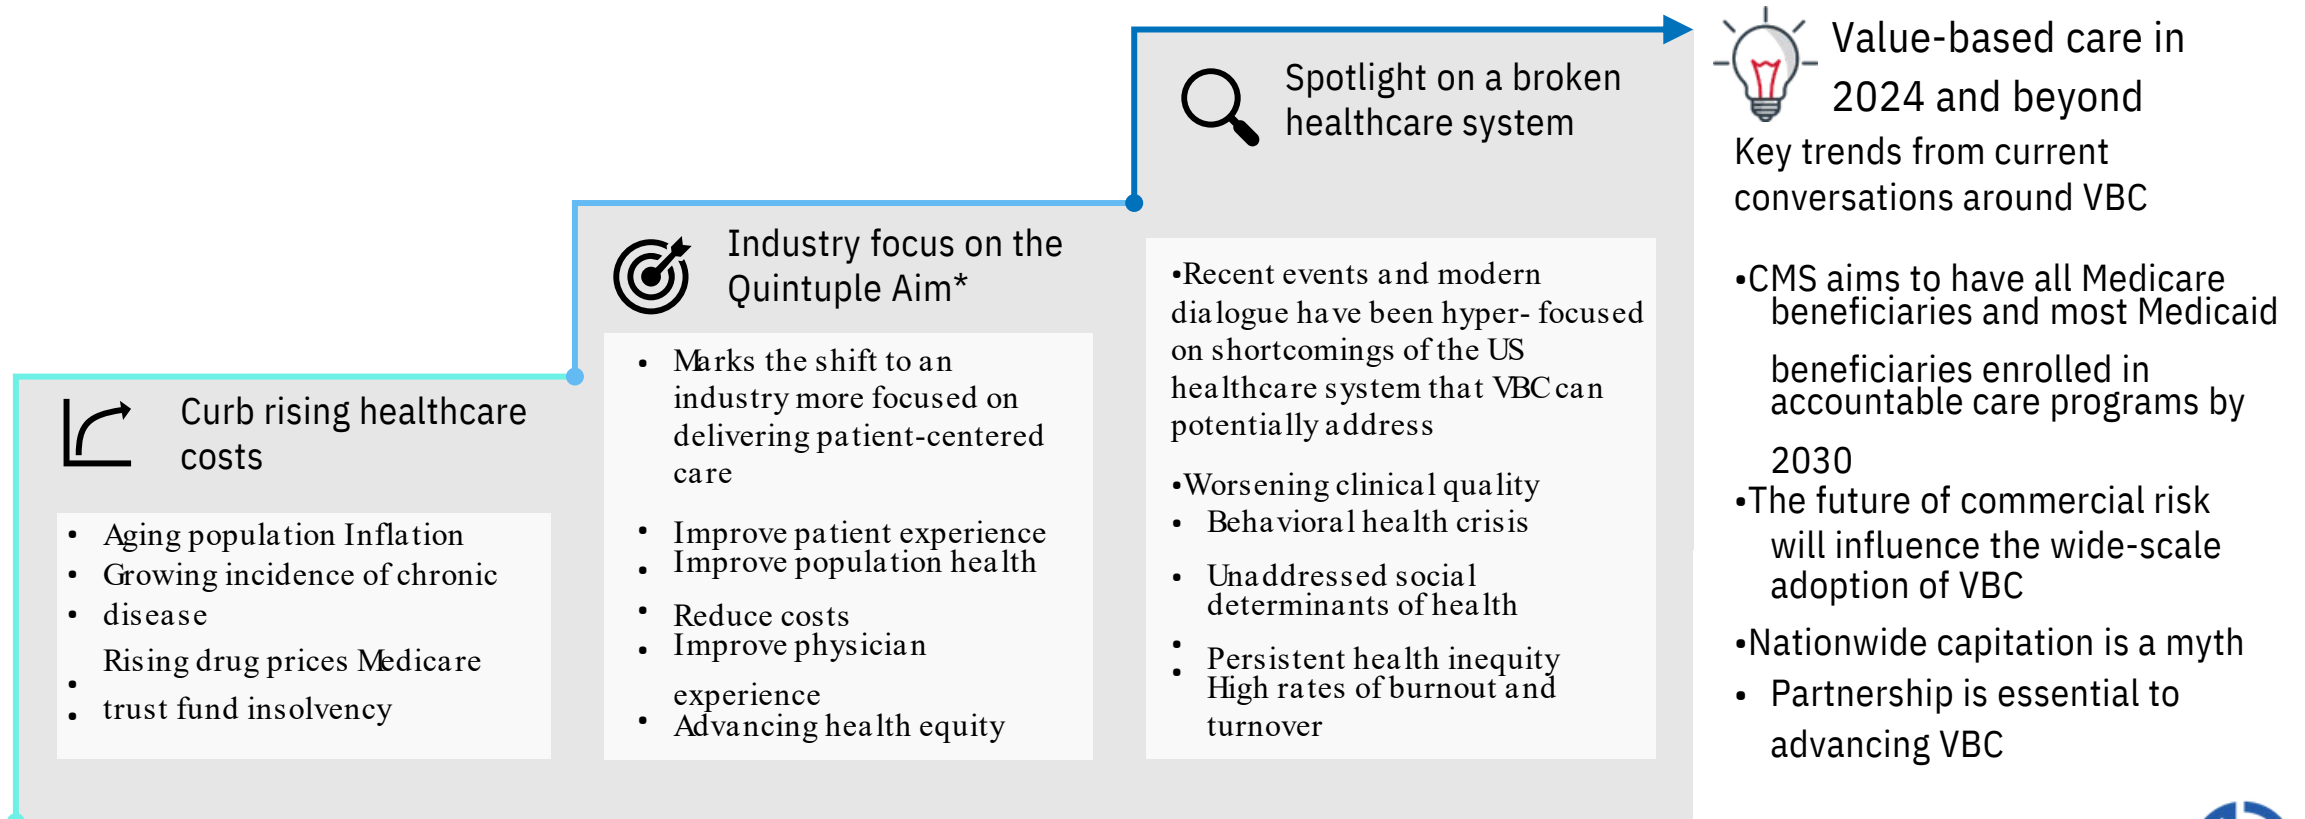 Curb rising healthcare
costs
• Aging population Inflation
• Growing incidence of chronic
• disease
Rising drug prices Medicare
•
• trust fund insolvency
Industry focus on the
Quintuple Aim*
• Marks the shift to an
industry more focused on
delivering patient-centered
care
• Improve patient experience
• Improve population health
• Reduce costs
• Improve physician
experience
• Advancing health equity
Spotlight on a broken
healthcare system
•Recent events and modern
dialogue have been hyper- focused
on shortcomings of the US
healthcare system that VBC can
potentially address
•Worsening clinical quality
• Behavioral health crisis
• Unaddressed social
determinants of health
• Persistent health inequity
• High rates of burnout and
turnover
Value-based care in
2024 and beyond
Key trends from current
conversations around VBC
•CMS aims to have all Medicare
beneficiaries and most Medicaid
beneficiaries enrolled in
accountable care programs by
2030
•The future of commercial risk
will influence the wide-scale
adoption of VBC
•Nationwide capitation is a myth
• Partnership is essential to
advancing VBC